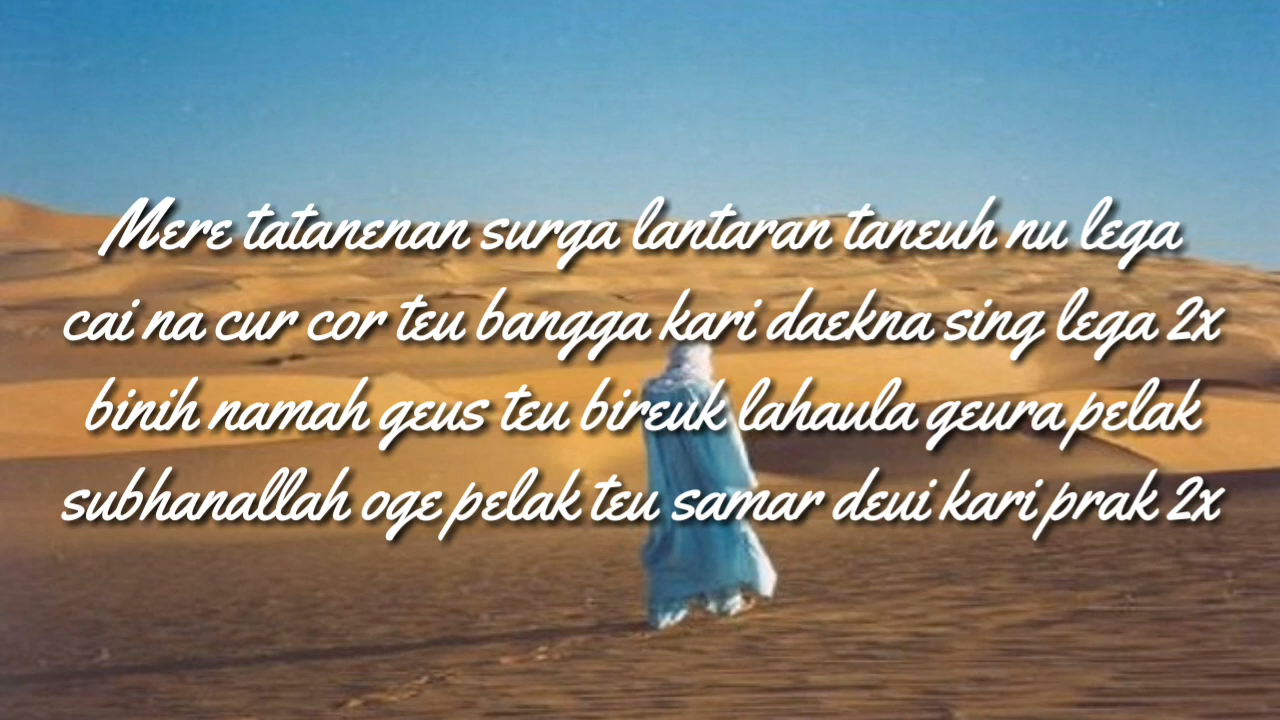 Mere tatanenan surga lantaran taneuh nu lega
cai na cur cor teu bangga kari daekna sing lega 2x
binih namah geus teu bireuk lahaula geura pelak
subhanallah oge pelak teu samar deui kari prak 2x